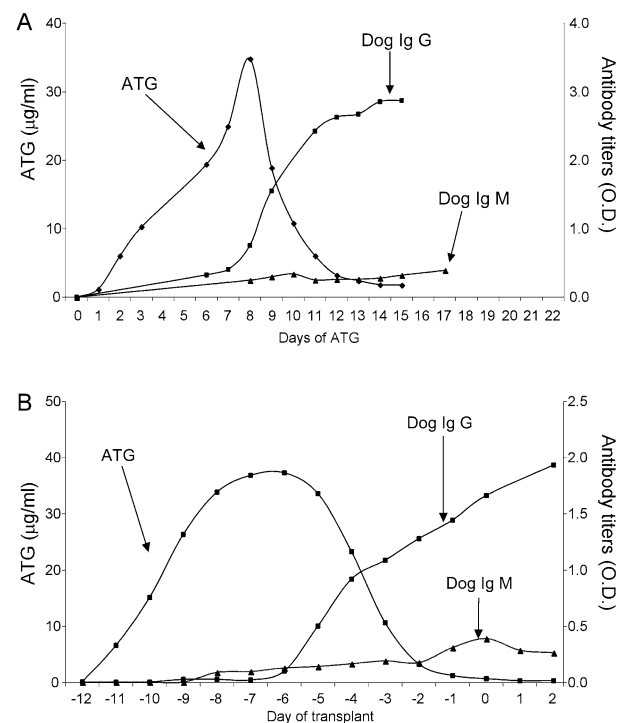 A
40 4.0
Dog Ig G
ATG
30 3.0
20 2.0
Dog Ig M
10 1.0
0 0.0
ATG (µg/ml)
Antibody titers (O.D.)
0 1 2 3 4 5 6 7 8 9 10 11 12 13 14 15 17 18 19 20 21 22
Days of ATG
B
50 2.5
Dog Ig G
ATG
40 2.0
30 1.5
20 1.0
Dog Ig M
10 0.5
0 0.0
ATG (µg/ml)
Antibody titers (O.D.)
-12 -11 -10 -9 -8 -7 -6 -5 -4 -3 -2 -1 0 1 2
Day of transplant